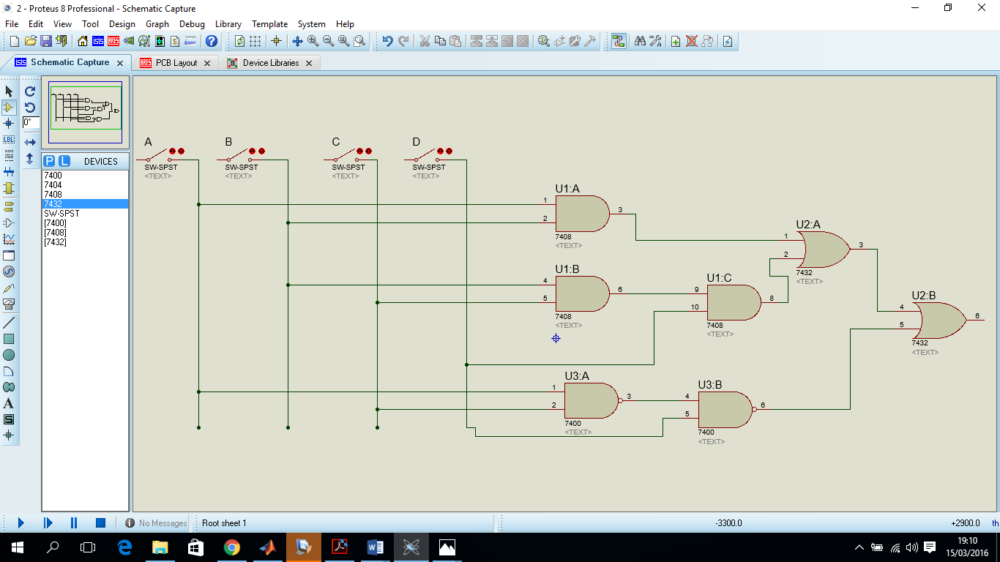 2 - Proteus 8 Professional - Schematic Capture
File Edit View Tool Design Graph Debug Library Template System Help
Schematic Capture PCB Layout Device Libraries
0°
LBL
P L DEVICES
7400
7404
7408
7432
SW-SPST
[7400]
[7408]
[7432]
A B C D
SW-SPST SW-SPST SW-SPST SW-SPST
<TEXT> <TEXT> <TEXT> <TEXT>
U1:A
1
2
3
7408
<TEXT>
U2:A
1
2
3
7432
<TEXT>
U1:B
4
5
6
7408
<TEXT>
U1:C
9
10
8
7408
<TEXT>
U2:B
4
5
6
7432
<TEXT>
U3:A
1
2
3
7400
<TEXT>
U3:B
4
5
6
7400
<TEXT>
A
S
No Messages Root sheet 1 -3300.0 +2900.0 th
19:10
15/03/2016